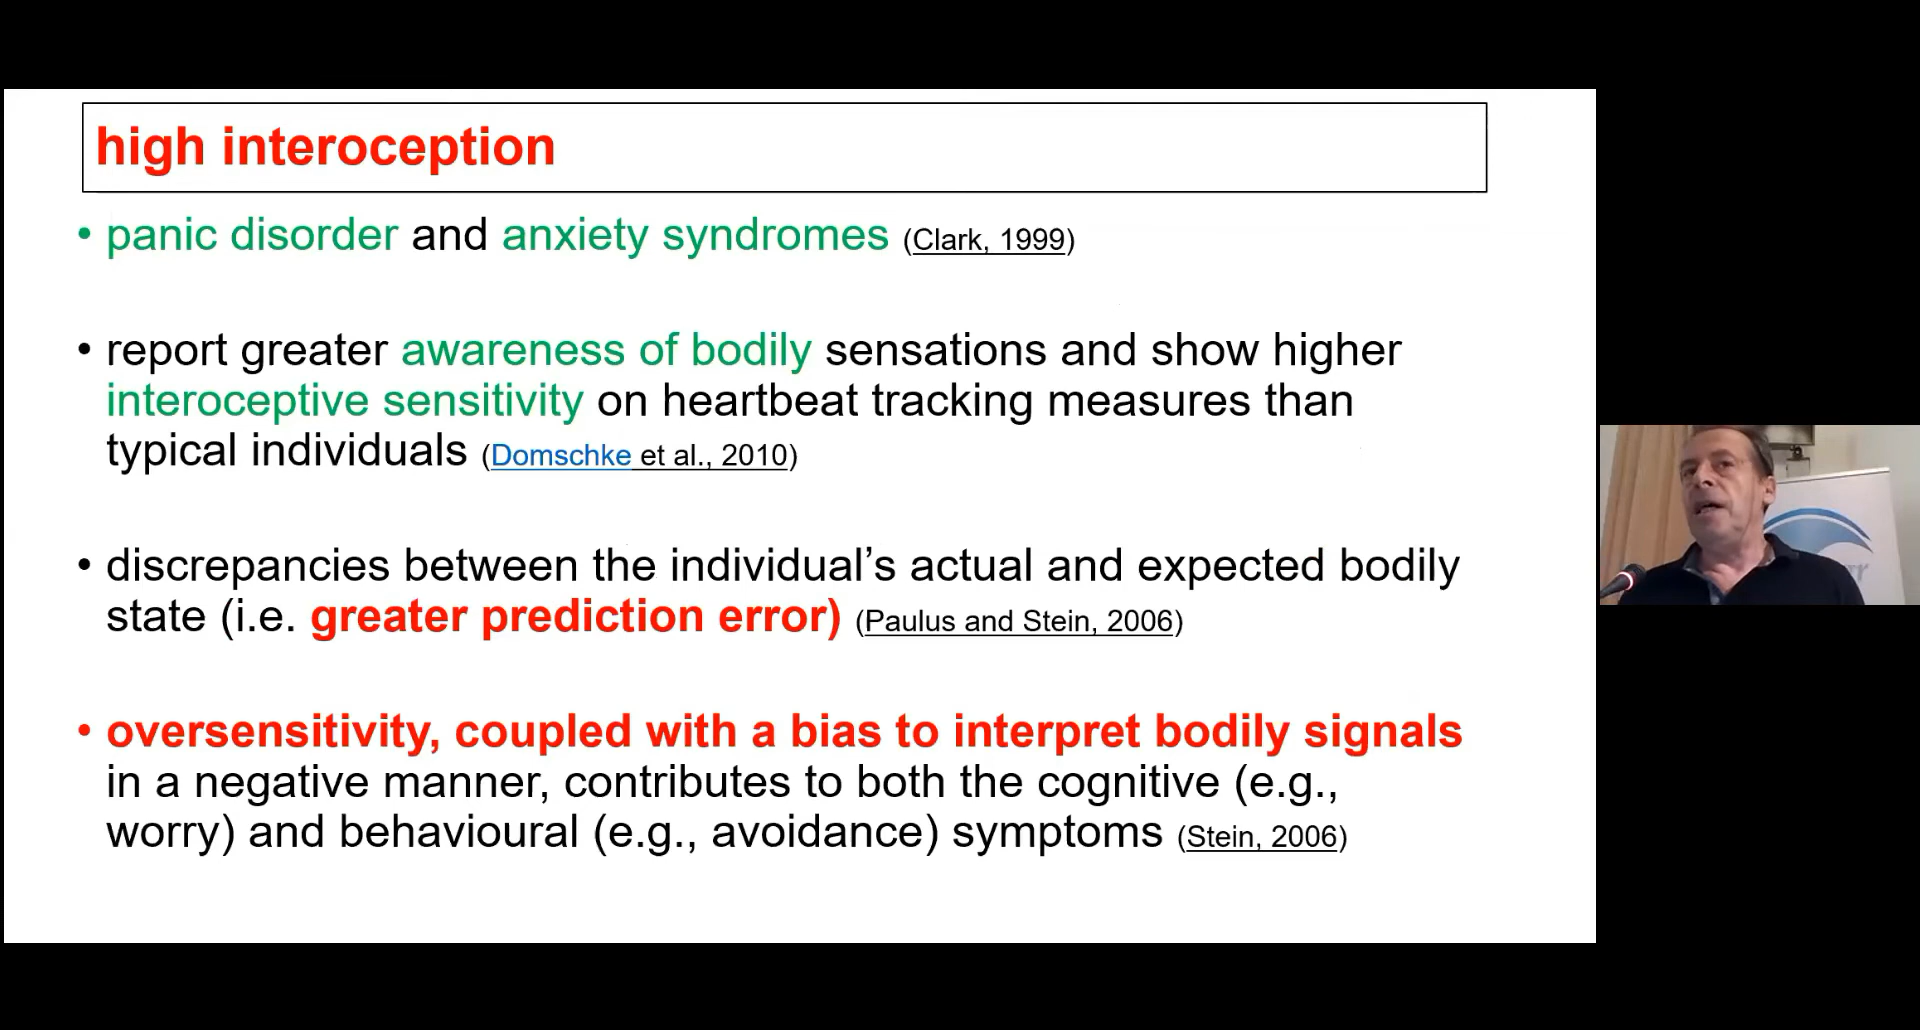 high interoception
• panic disorder and anxiety syndromes (Clark, 1999)
• report greater awareness of bodily sensations and show higher
interoceptive sensitivity on heartbeat tracking measures than
typical individuals (Domschke et al., 2010)
• discrepancies between the individual’s actual and expected bodily
state (i.e. greater prediction error) (Paulus and Stein, 2006)
• oversensitivity, coupled with a bias to interpret bodily signals
in a negative manner, contributes to both the cognitive (e.g.,
worry) and behavioural (e.g., avoidance) symptoms (Stein, 2006)